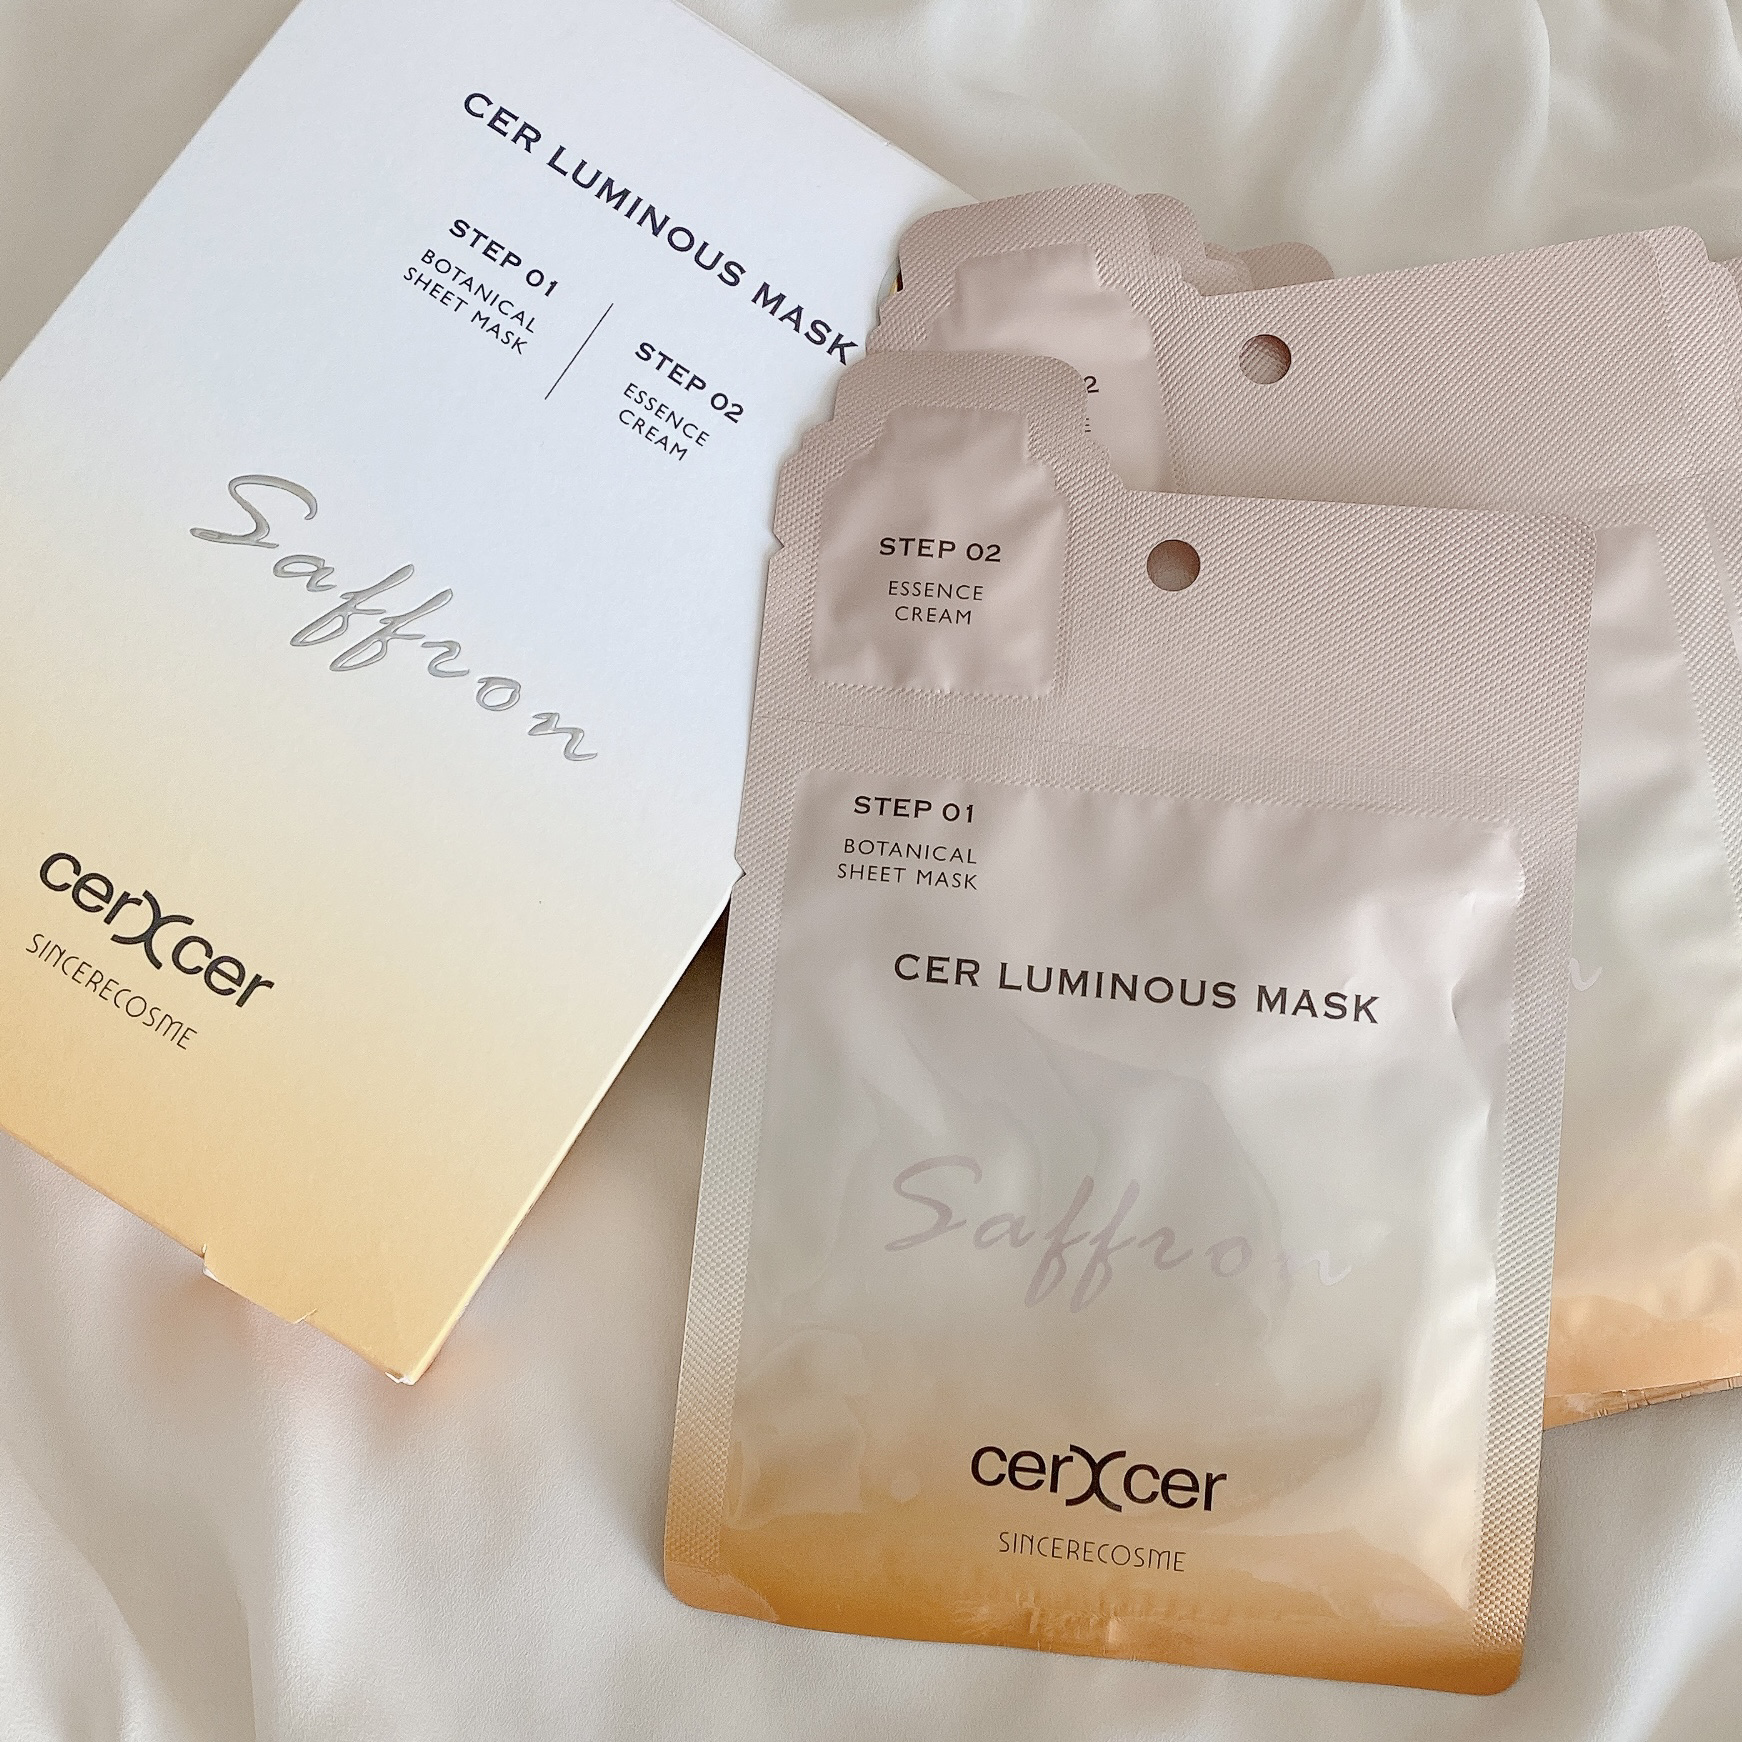 CER LUMINOUS MASK
STEP 01
BOTANICAL
SHEET MASK
STEP 02
ESSENCE
CREAM
Saffron
cerXcer
SINCERECOSME
2
E
STEP 02
ESSENCE
CREAM
STEP 01
BOTANICAL
SHEET MASK
CER LUMINOUS MASK
Saffron
cerXcer
SINCERECOSME
n